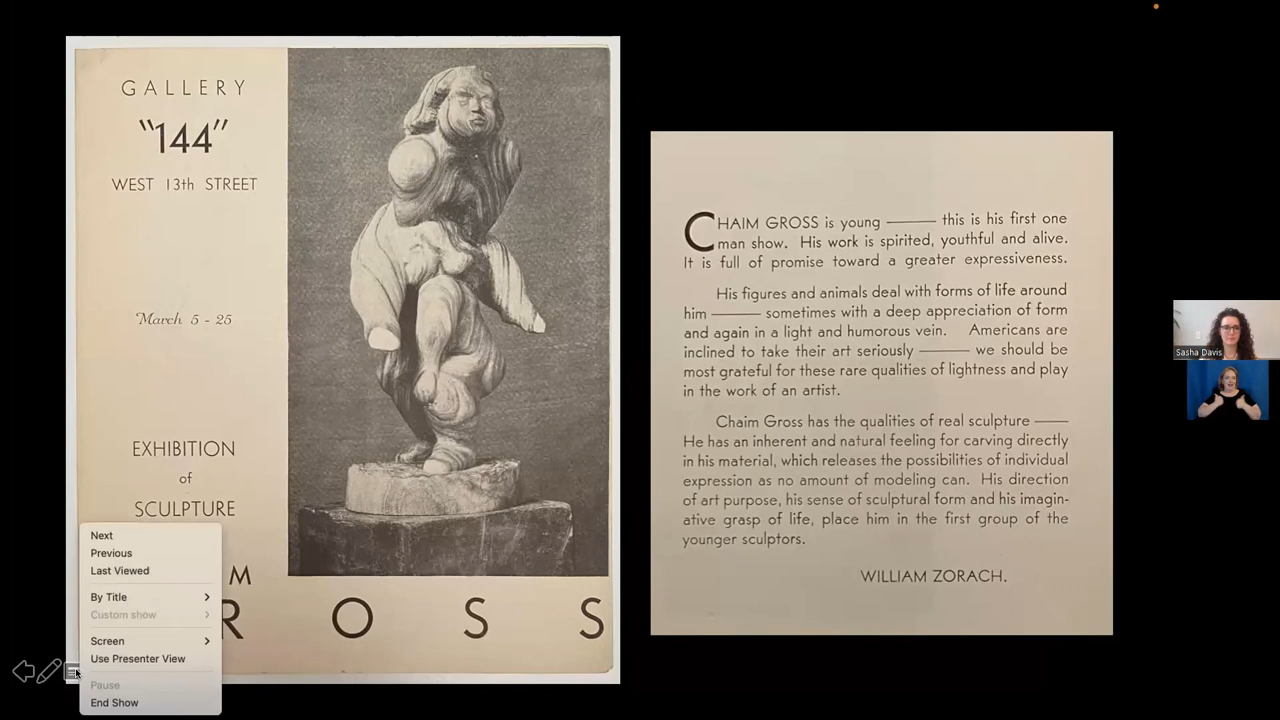 GALLERY
"144"
WEST 13th STREET
March 5 - 25
EXHIBITION
of
SCULPTURE
M
R O S S
CHAIM GROSS is young —— this is his first one
man show. His work is spirited, youthful and alive.
It is full of promise toward a greater expressiveness.
His figures and animals deal with forms of life around
him —— sometimes with a deep appreciation of form
and again in a light and humorous vein. Americans are
inclined to take their art seriously —— we should be
most grateful for these rare qualities of lightness and play
in the work of an artist.
Chaim Gross has the qualities of real sculpture ——
He has an inherent and natural feeling for carving directly
in his material, which releases the possibilities of individual
expression as no amount of modeling can. His direction
of art purpose, his sense of sculptural form and his imagin-
ative grasp of life, place him in the first group of the
younger sculptors.
WILLIAM ZORACH.
Next
Previous
Last Viewed
By Title
Custom show
Screen
Use Presenter View
Pause
End Show
Sasha Davis